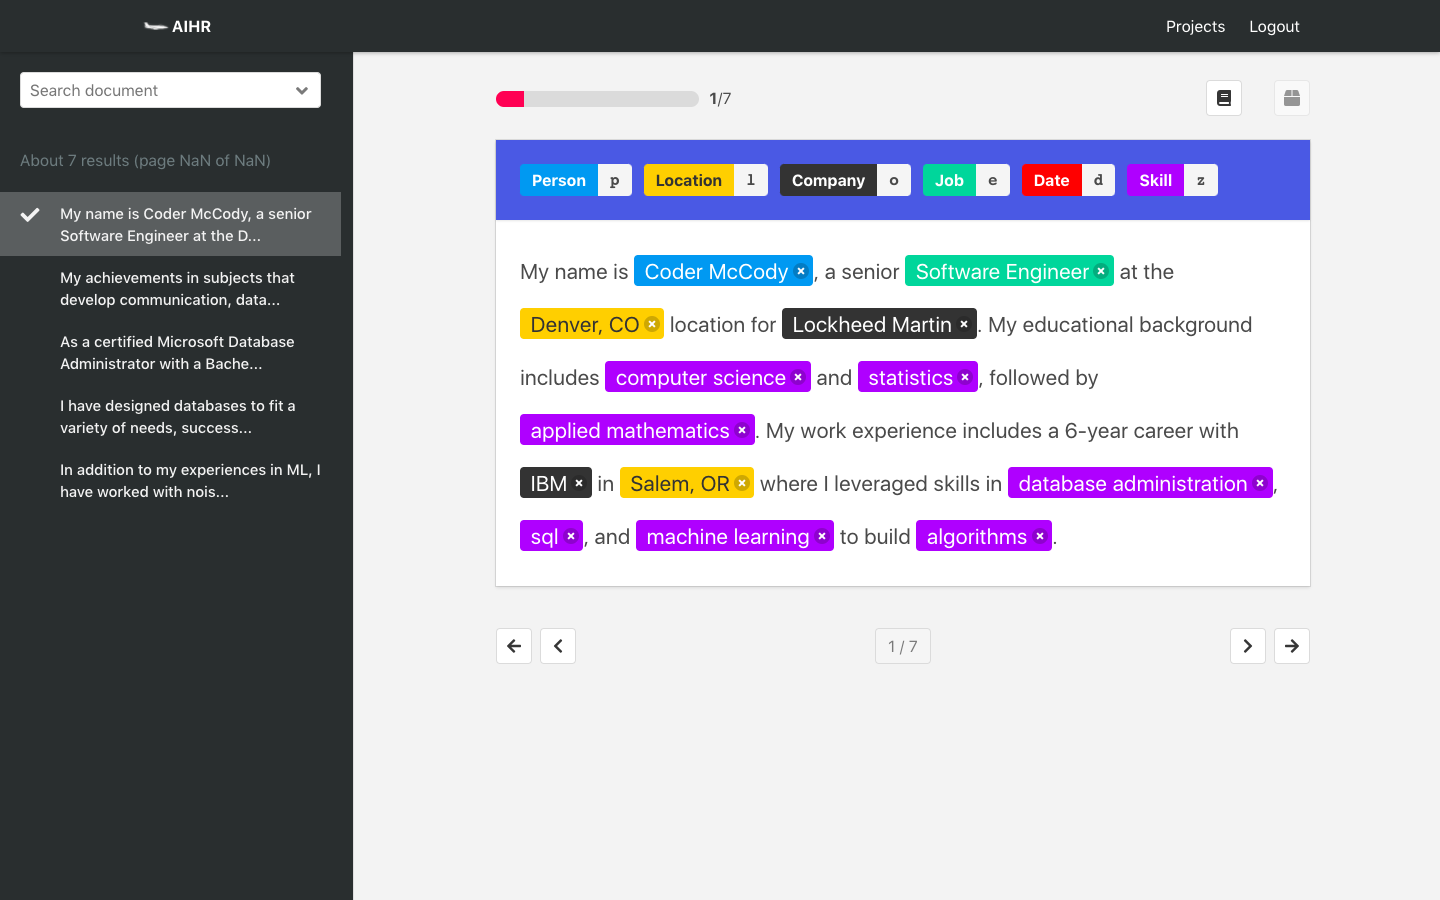 AIHR
Projects Logout
Search document
About 7 results (page NaN of NaN)
My name is Coder McCody, a senior
Software Engineer at the D...
My achievements in subjects that
develop communication, data...
As a certified Microsoft Database
Administrator with a Bache...
I have designed databases to fit a
variety of needs, success...
In addition to my experiences in ML, I
have worked with nois...
1/7
Person p Location l Company o Job e Date d Skill z
My name is Coder McCody, a senior Software Engineer at the
Denver, CO location for Lockheed Martin. My educational background
includes computer science and statistics, followed by
applied mathematics. My work experience includes a 6-year career with
IBM in Salem, OR where I leveraged skills in database administration,
sql, and machine learning to build algorithms.
1 / 7